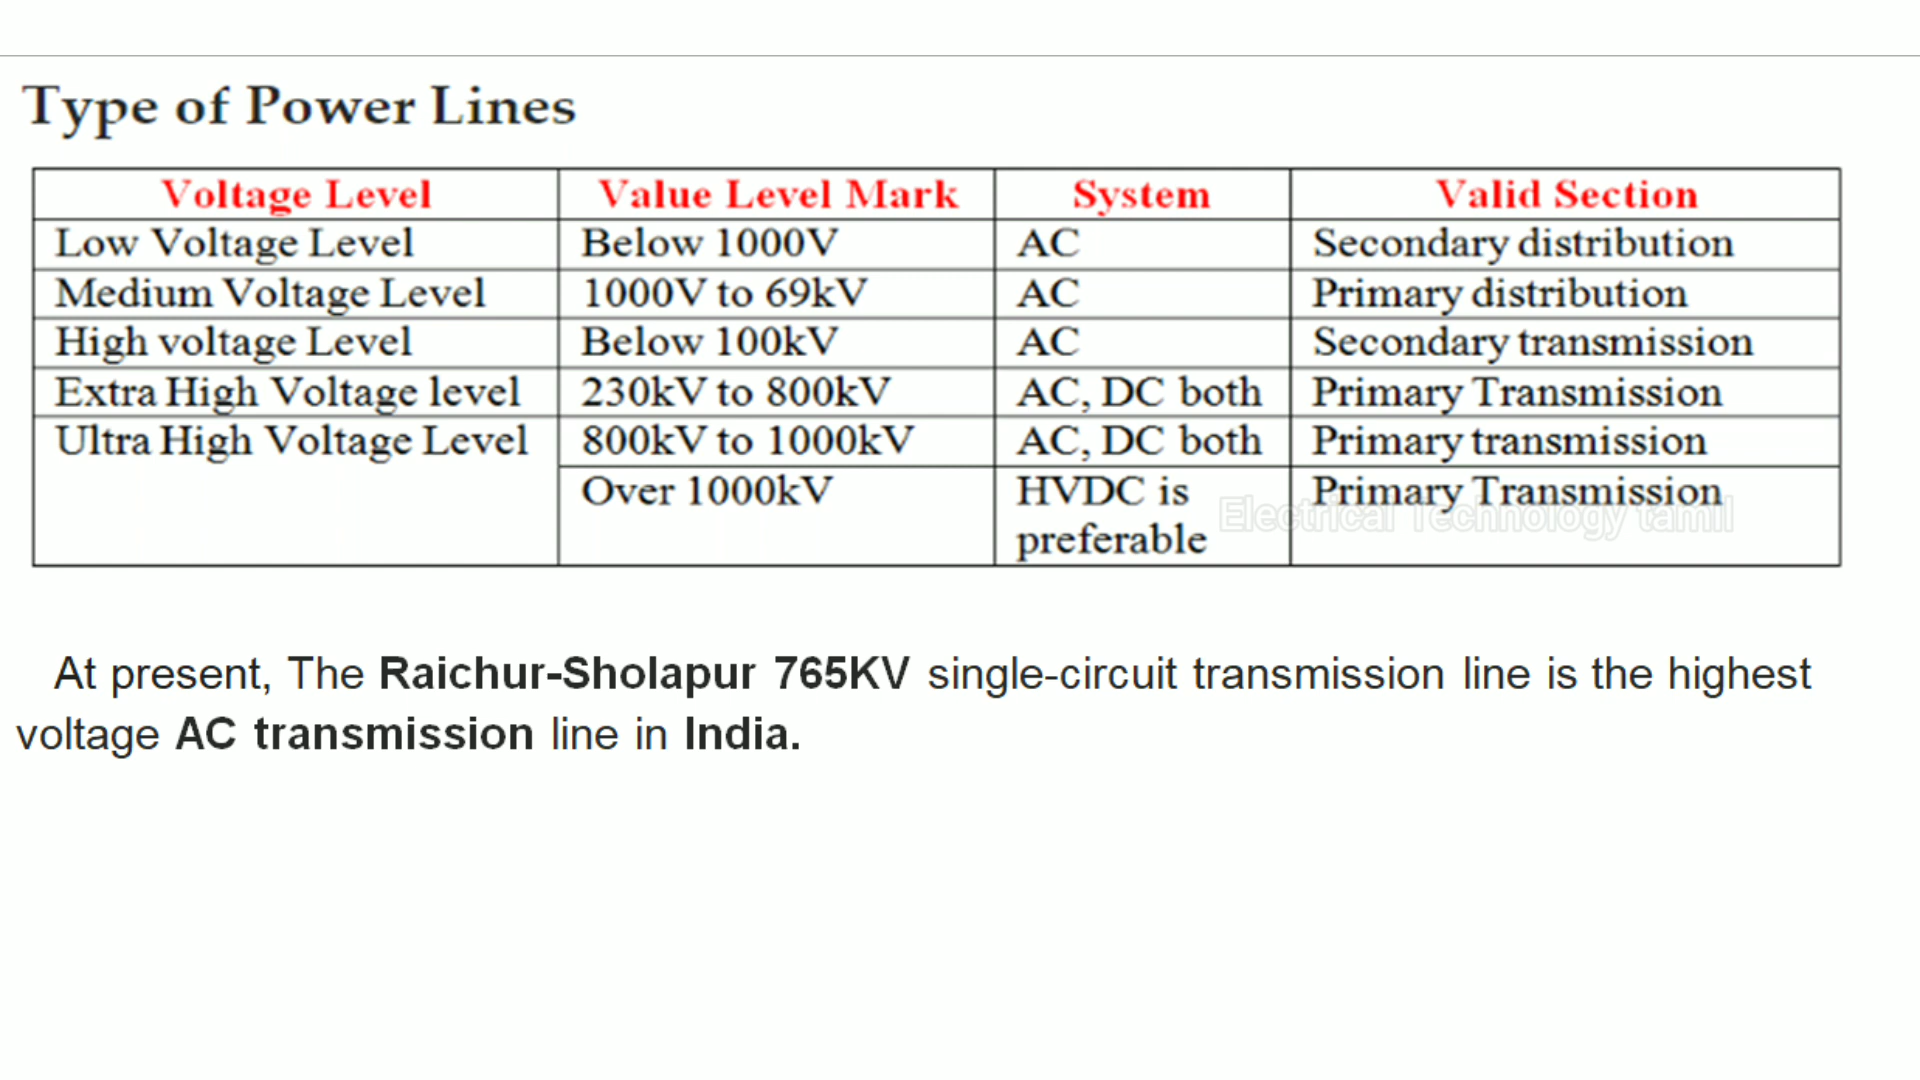 Type of Power Lines
Voltage Level Value Level Mark System Valid Section
Low Voltage Level Below 1000V AC Secondary distribution
Medium Voltage Level 1000V to 69kV AC Primary distribution
High voltage Level Below 100kV AC Secondary transmission
Extra High Voltage level 230kV to 800kV AC, DC both Primary Transmission
Ultra High Voltage Level 800kV to 1000kV AC, DC both Primary transmission
Over 1000kV HVDC is Primary Transmission
Electrical Technology tamil
preferable
At present, The Raichur-Sholapur 765KV single-circuit transmission line is the highest
voltage AC transmission line in India.